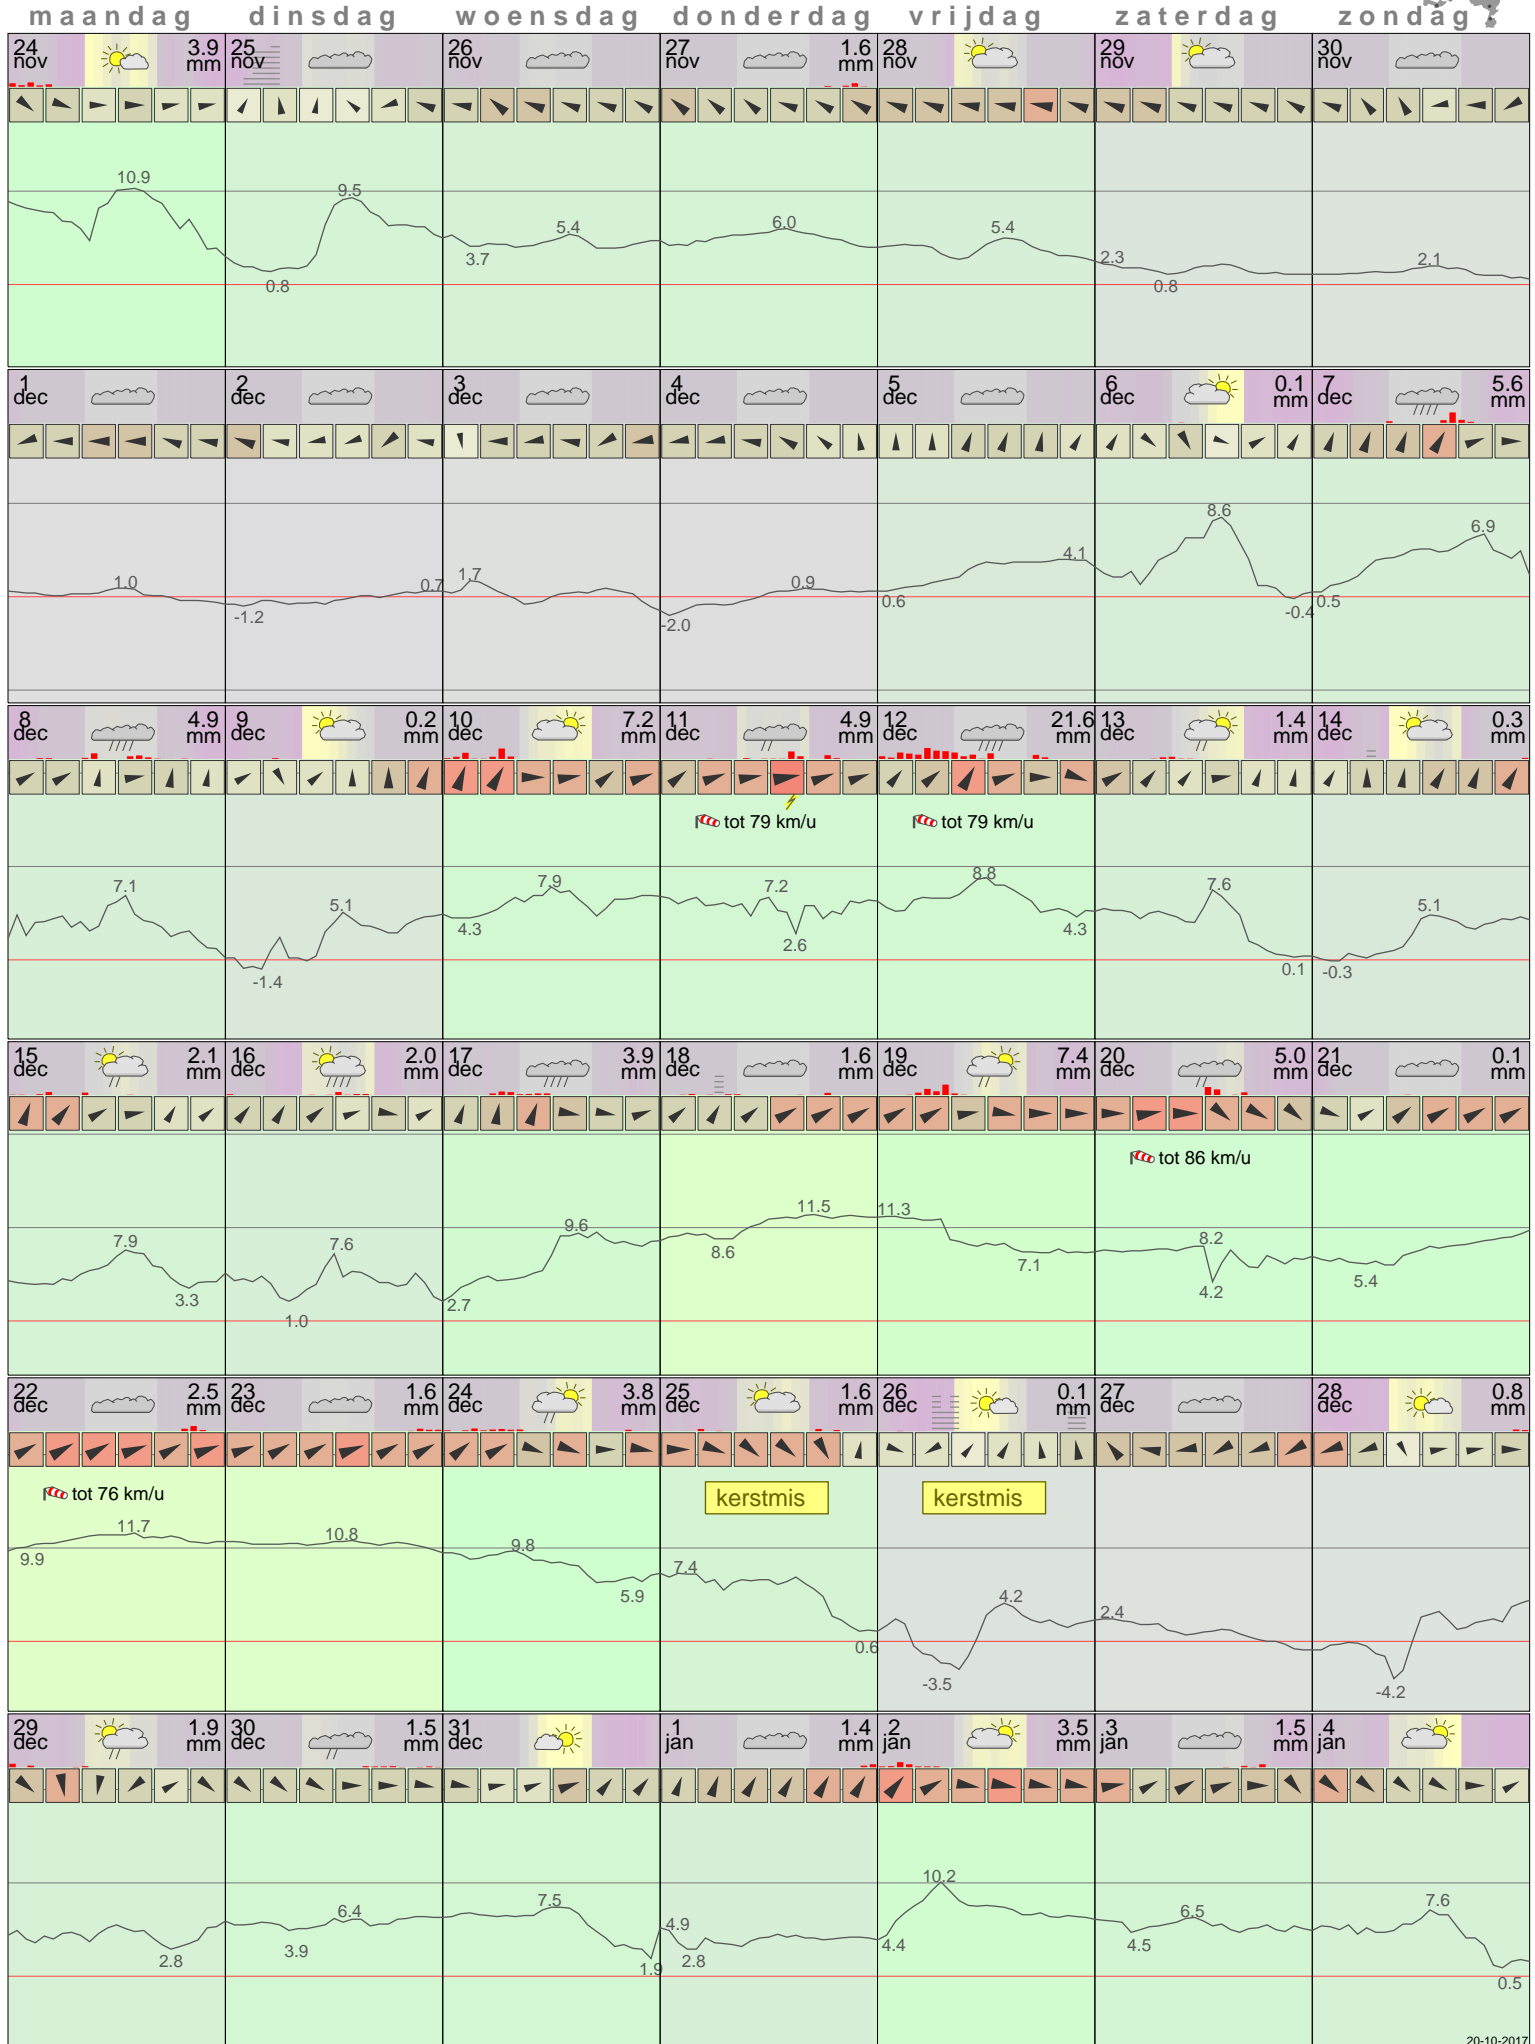 maandag dinsdag woensdag donderdag vrijdag zaterdag zondag
24 nov 3.9 mm 25 nov 26 nov 27 nov 1.6 mm 28 nov 29 nov 30 nov
10.9 0.8 9.5 3.7 5.4 6.0 5.4 2.3 0.8 2.1
1 dec 2 dec 3 dec 4 dec 5 dec 6 dec 0.1 mm 7 dec 5.6 mm
1.0 -1.2 0.7 1.7 -2.0 0.9 0.6 4.1 8.6 -0.4 0.5 6.9
8 dec 4.9 mm 9 dec 0.2 mm 10 dec 7.2 mm 11 dec 4.9 mm 12 dec 21.6 mm 13 dec 1.4 mm 14 dec 0.3 mm
tot 79 km/u tot 79 km/u
7.1 -1.4 5.1 4.3 7.9 7.2 2.6 8.8 4.3 7.6 0.1 -0.3 5.1
15 dec 2.1 mm 16 dec 2.0 mm 17 dec 3.9 mm 18 dec 1.6 mm 19 dec 7.4 mm 20 dec 5.0 mm 21 dec 0.1 mm
tot 86 km/u
7.9 3.3 1.0 7.6 2.7 9.6 8.6 11.5 11.3 7.1 8.2 4.2 5.4
22 dec 2.5 mm 23 dec 1.6 mm 24 dec 3.8 mm 25 dec 1.6 mm 26 dec 0.1 mm 27 dec 28 dec 0.8 mm
tot 76 km/u kerstmis kerstmis
9.9 11.7 10.8 9.8 5.9 7.4 0.6 -3.5 4.2 2.4 -4.2
29 dec 1.9 mm 30 dec 1.5 mm 31 dec 1 jan 1.4 mm 2 jan 3.5 mm 3 jan 1.5 mm 4 jan
2.8 3.9 6.4 7.5 1.9 4.9 2.8 4.4 10.2 4.5 6.5 7.6 0.5
20-10-2017